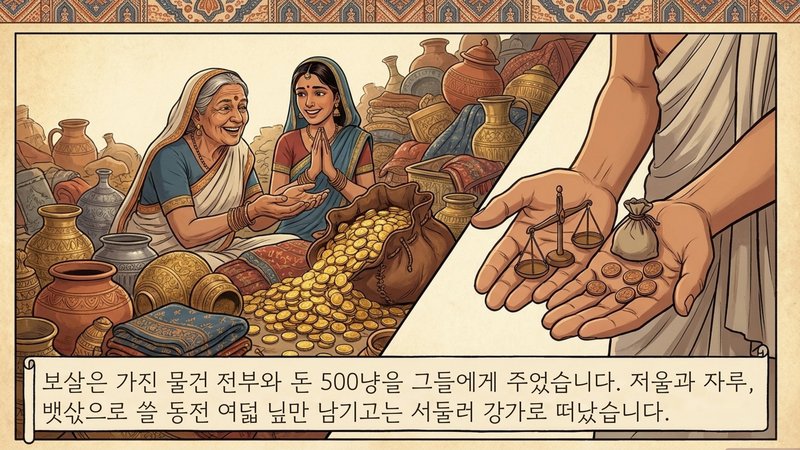 보살은 가진 물건 전부와 돈 500냥을 그들에게 주었습니다. 저울과 자루,
뱃삯으로 쓸 동전 여덟 닢만 남기고는 서둘러 강가로 떠났습니다.